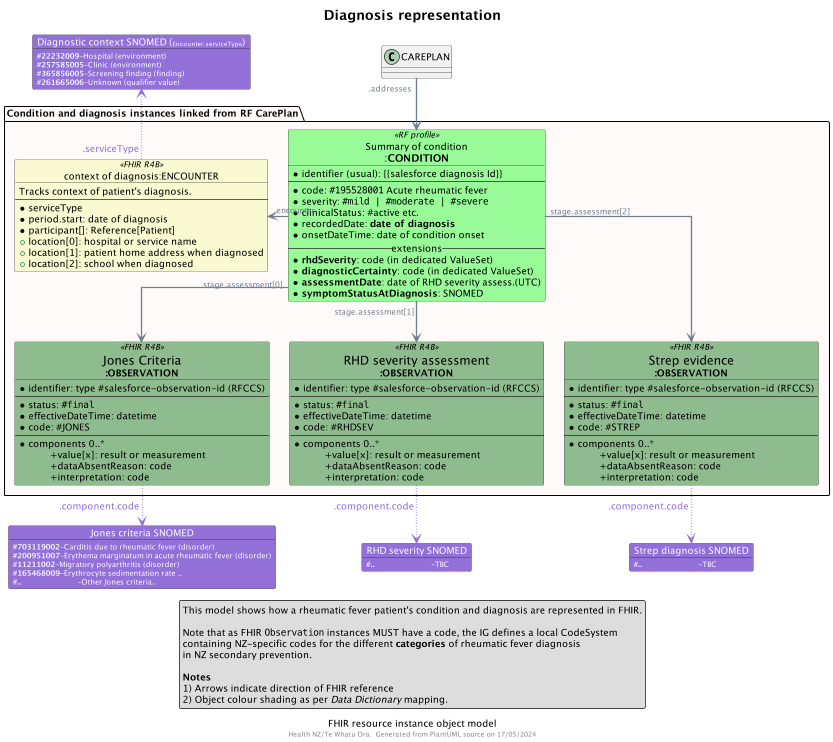 Diagnosis representation
Diagnostic context SNOMED (Encounter.serviceType)
#22232009-Hospital (environment)
#257585005-Clinic (environment)
#365856005-Screening finding (finding)
#261665006-Unknown (qualifier value)
C CAREPLAN
.addresses
Condition and diagnosis instances linked from RF CarePlan
.serviceType
«FHIR R4B»
context of diagnosis:ENCOUNTER
Tracks context of patient's diagnosis.
serviceType
period.start: date of diagnosis
participant[]: Reference[Patient]
location[0]: hospital or service name
location[1]: patient home address when diagnosed
location[2]: school when diagnosed
«RF profile»
Summary of condition
:CONDITION
identifier (usual): {{salesforce diagnosis Id}}
code: #195528001 Acute rheumatic fever
severity: #mild | #moderate | #severe
clinicalStatus: #active etc.
recordedDate: date of diagnosis
onsetDateTime: date of condition onset
extensions
rhdSeverity: code (in dedicated ValueSet)
diagnosticCertainty: code (in dedicated ValueSet)
assessmentDate: date of RHD severity assess.(UTC)
symptomStatusAtDiagnosis: SNOMED
stage.assessment[2]
stage.assessment[0]
stage.assessment[1]
«FHIR R4B»
Jones Criteria
:OBSERVATION
identifier: type #salesforce-observation-id (RFCCS)
status: #final
effectiveDateTime: datetime
code: #JONES
components 0..*
+value[x]: result or measurement
+dataAbsentReason: code
+interpretation: code
«FHIR R4B»
RHD severity assessment
:OBSERVATION
identifier: type #salesforce-observation-id (RFCCS)
status: #final
effectiveDateTime: datetime
code: #RHDSEV
components 0..*
+value[x]: result or measurement
+dataAbsentReason: code
+interpretation: code
«FHIR R4B»
Strep evidence
:OBSERVATION
identifier: type #salesforce-observation-id (RFCCS)
status: #final
effectiveDateTime: datetime
code: #STREP
components 0..*
+value[x]: result or measurement
+dataAbsentReason: code
+interpretation: code
.component.code
.component.code
.component.code
Jones criteria SNOMED
#703119002-Carditis due to rheumatic fever (disorder)
#200951007-Erythema marginatum in acute rheumatic fever (disorder)
#11211002-Migratory polyarthritis (disorder)
#165468009-Erythrocyte sedimentation rate ..
#.. -Other Jones criteria..
RHD severity SNOMED
#.. -TBC
Strep diagnosis SNOMED
#.. -TBC
This model shows how a rheumatic fever patient's condition and diagnosis are represented in FHIR.
Note that as FHIR Observation instances MUST have a code, the IG defines a local CodeSystem
containing NZ-specific codes for the different categories of rheumatic fever diagnosis
in NZ secondary prevention.
Notes
1) Arrows indicate direction of FHIR reference
2) Object colour shading as per Data Dictionary mapping.
FHIR resource instance object model
Health NZ/Te Whatu Ora. Generated from PlantUML source on 17/05/2024